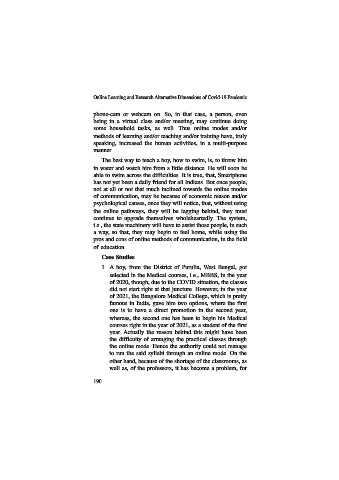 Online Learning and Research Alternative Dimensions of Covid-19 Pandemic
phone-cam or webcam on. So, in that case, a person, even
being in a virtual class and/or meeting, may continue doing
some household tasks, as well. Thus online modes and/or
methods of learning and/or teaching and/or training have, truly
speaking, increased the human activities, in a multi-purpose
manner.
The best way to teach a boy, how to swim, is, to throw him
in water and watch him from a little distance. He will soon be
able to swim across the difficulties. It is true, that, Smartphone
has not yet been a daily friend for all Indians. But once people,
not at all or not that much inclined towards the online modes
of communication, may be because of economic reason and/or
psychological causes, once they will notice, that, without using
the online pathways, they will be lagging behind, they must
continue to upgrade themselves wholeheartedly. The system,
i.e., the state machinery will have to assist those people, in such
a way, so that, they may begin to feel home, while using the
pros and cons of online methods of communication, in the field
of education.
Case Studies
1. A boy, from the District of Purulia, West Bengal, got
selected in the Medical courses, i.e., MBBS, in the year
of 2020, though, due to the COVID situation, the classes
did not start right at that juncture. However, in the year
of 2021, the Bangalore Medical College, which is pretty
famous in India, gave him two options, where the first
one is to have a direct promotion in the second year,
whereas, the second one has been to begin his Medical
courses right in the year of 2021, as a student of the first
year. Actually the reason behind this might have been
the difficulty of arranging the practical classes through
the online mode. Hence the authority could not manage
to run the said syllabi through an online mode. On the
other hand, because of the shortage of the classrooms, as
well as, of the professors, it has become a problem, for
190